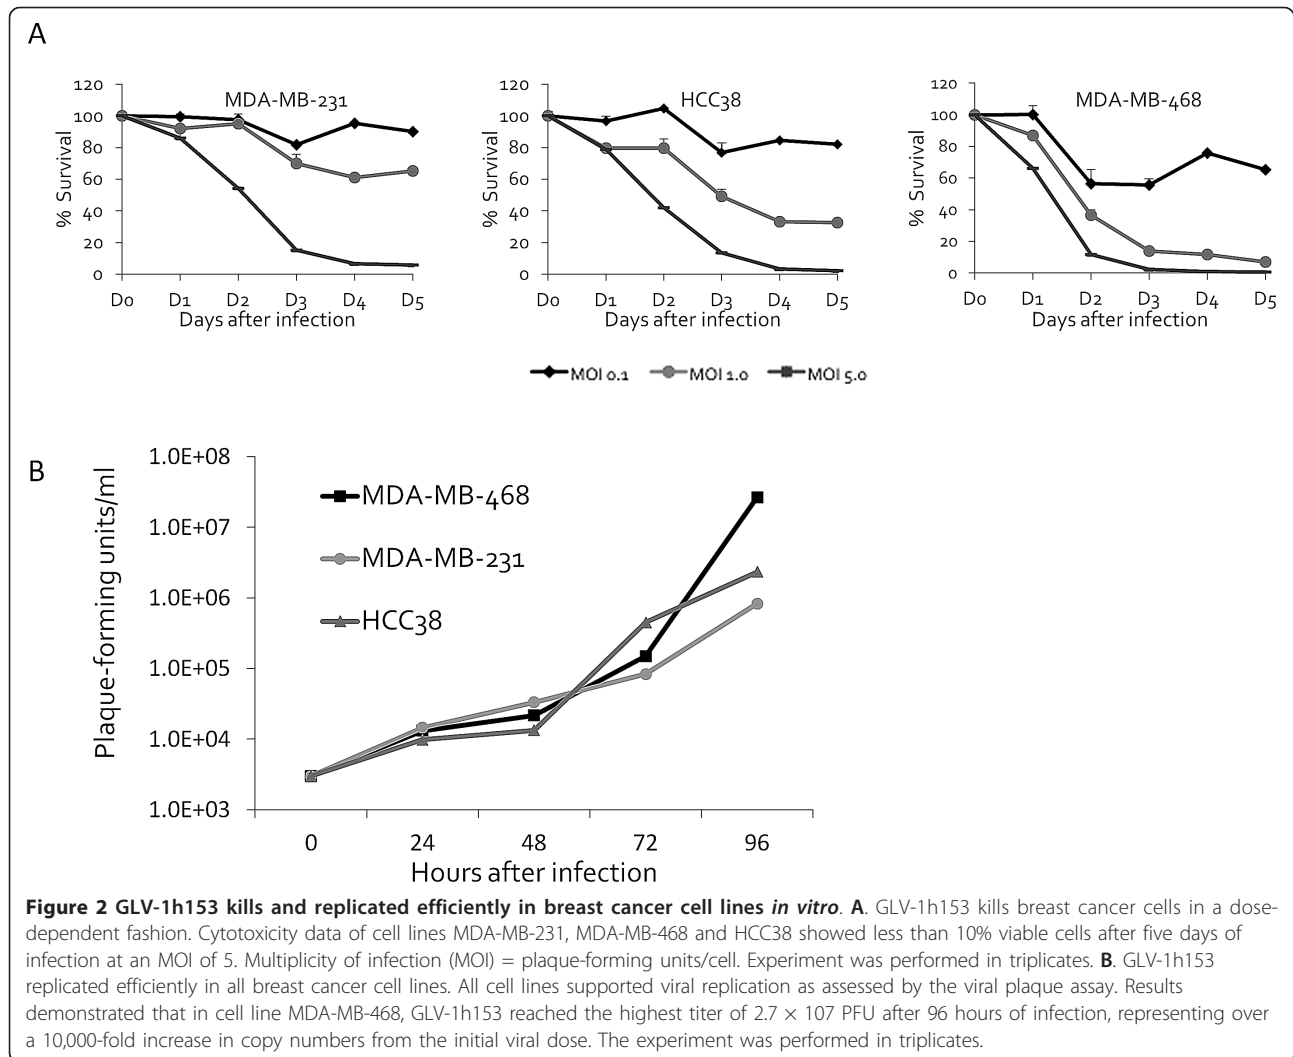 A
120
100
80
60
40
20
0
% Survival
MDA-MB-231
D0 D1 D2 D3 D4 D5
Days after infection
120
100
80
60
40
20
0
% Survival
HCC38
D0 D1 D2 D3 D4 D5
Days after infection
120
100
80
60
40
20
0
% Survival
MDA-MB-468
D0 D1 D2 D3 D4 D5
Days after infection
MOI 0.1 MOI 1.0 MOI 5.0
B
1.0E+08
1.0E+07
1.0E+06
1.0E+05
1.0E+04
1.0E+03
Plaque-forming units/ml
MDA-MB-468
MDA-MB-231
HCC38
0 24 48 72 96
Hours after infection
Figure 2 GLV-1h153 kills and replicated efficiently in breast cancer cell lines in vitro. A. GLV-1h153 kills breast cancer cells in a dose-
dependent fashion. Cytotoxicity data of cell lines MDA-MB-231, MDA-MB-468 and HCC38 showed less than 10% viable cells after five days of
infection at an MOI of 5. Multiplicity of infection (MOI) = plaque-forming units/cell. Experiment was performed in triplicates. B. GLV-1h153
replicated efficiently in all breast cancer cell lines. All cell lines supported viral replication as assessed by the viral plaque assay. Results
demonstrated that in cell line MDA-MB-468, GLV-1h153 reached the highest titer of 2.7 × 107 PFU after 96 hours of infection, representing over
a 10,000-fold increase in copy numbers from the initial viral dose. The experiment was performed in triplicates.